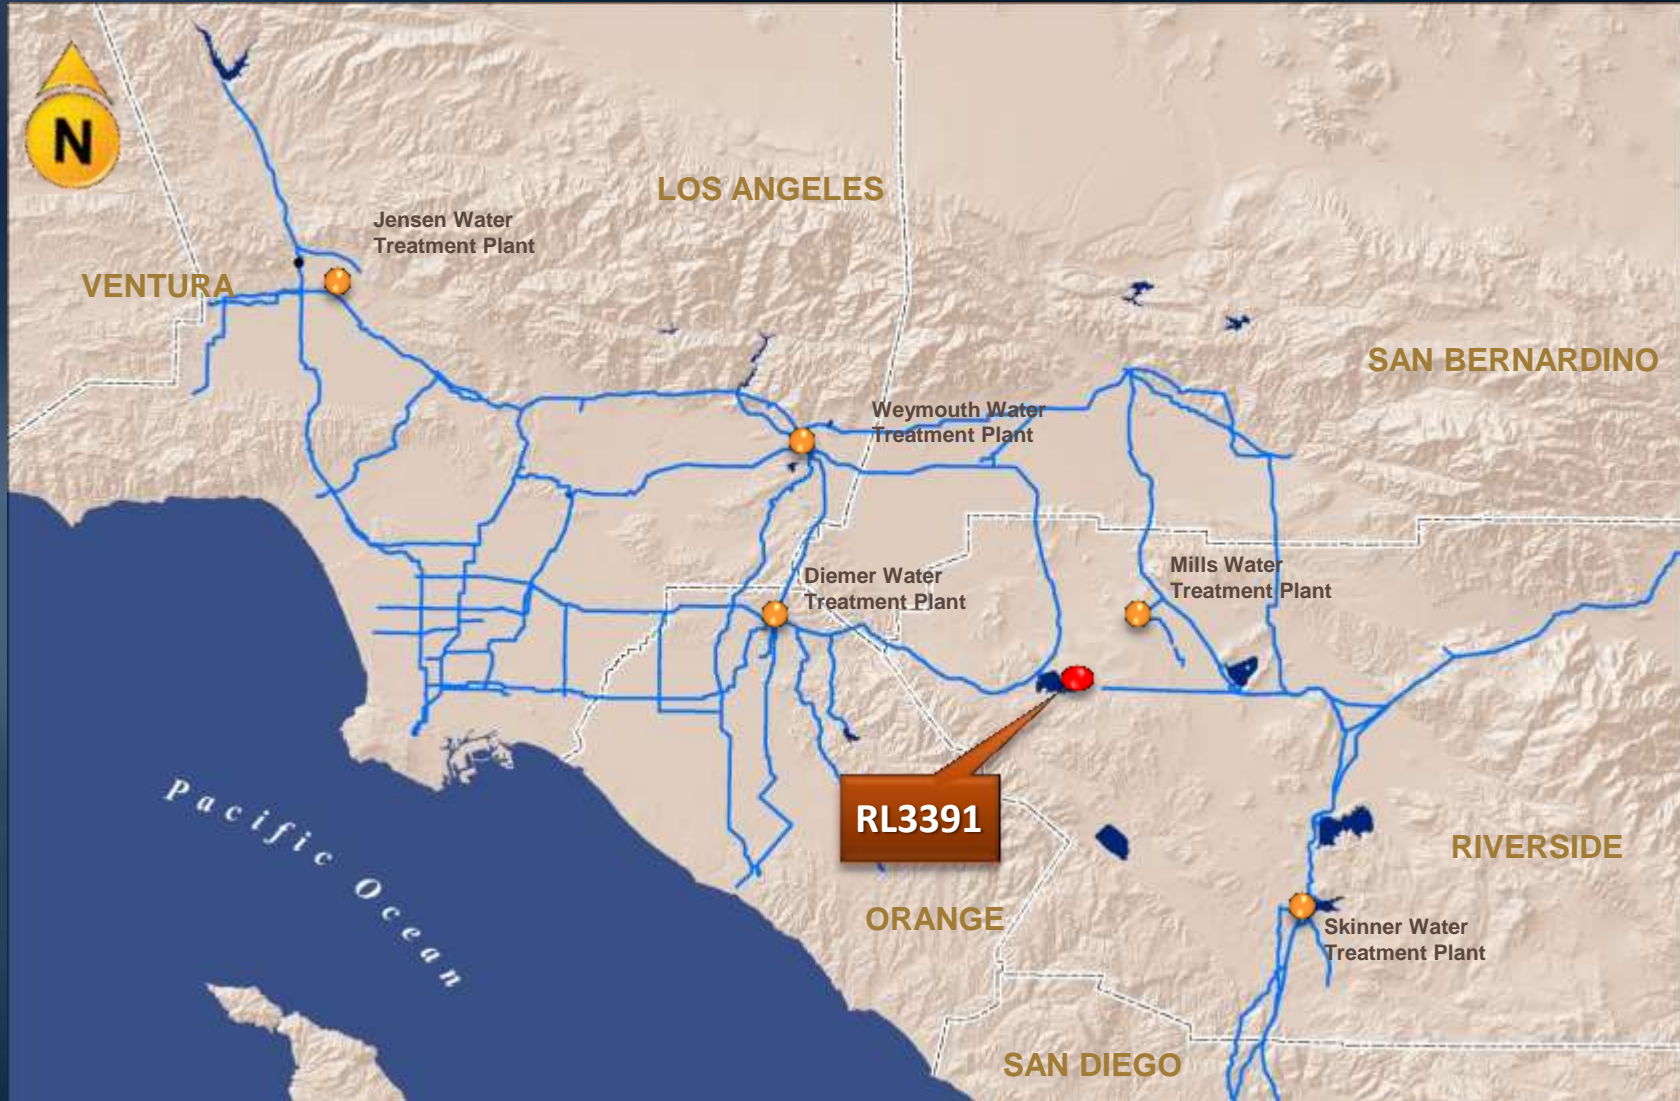 N
LOS ANGELES
Jensen Water
Treatment Plant
VENTURA
SAN BERNARDINO
Weymouth Water
Treatment Plant
Diemer Water
Treatment Plant
Mills Water
Treatment Plant
RL3391
Pacific Ocean
RIVERSIDE
ORANGE
Skinner Water
Treatment Plant
SAN DIEGO